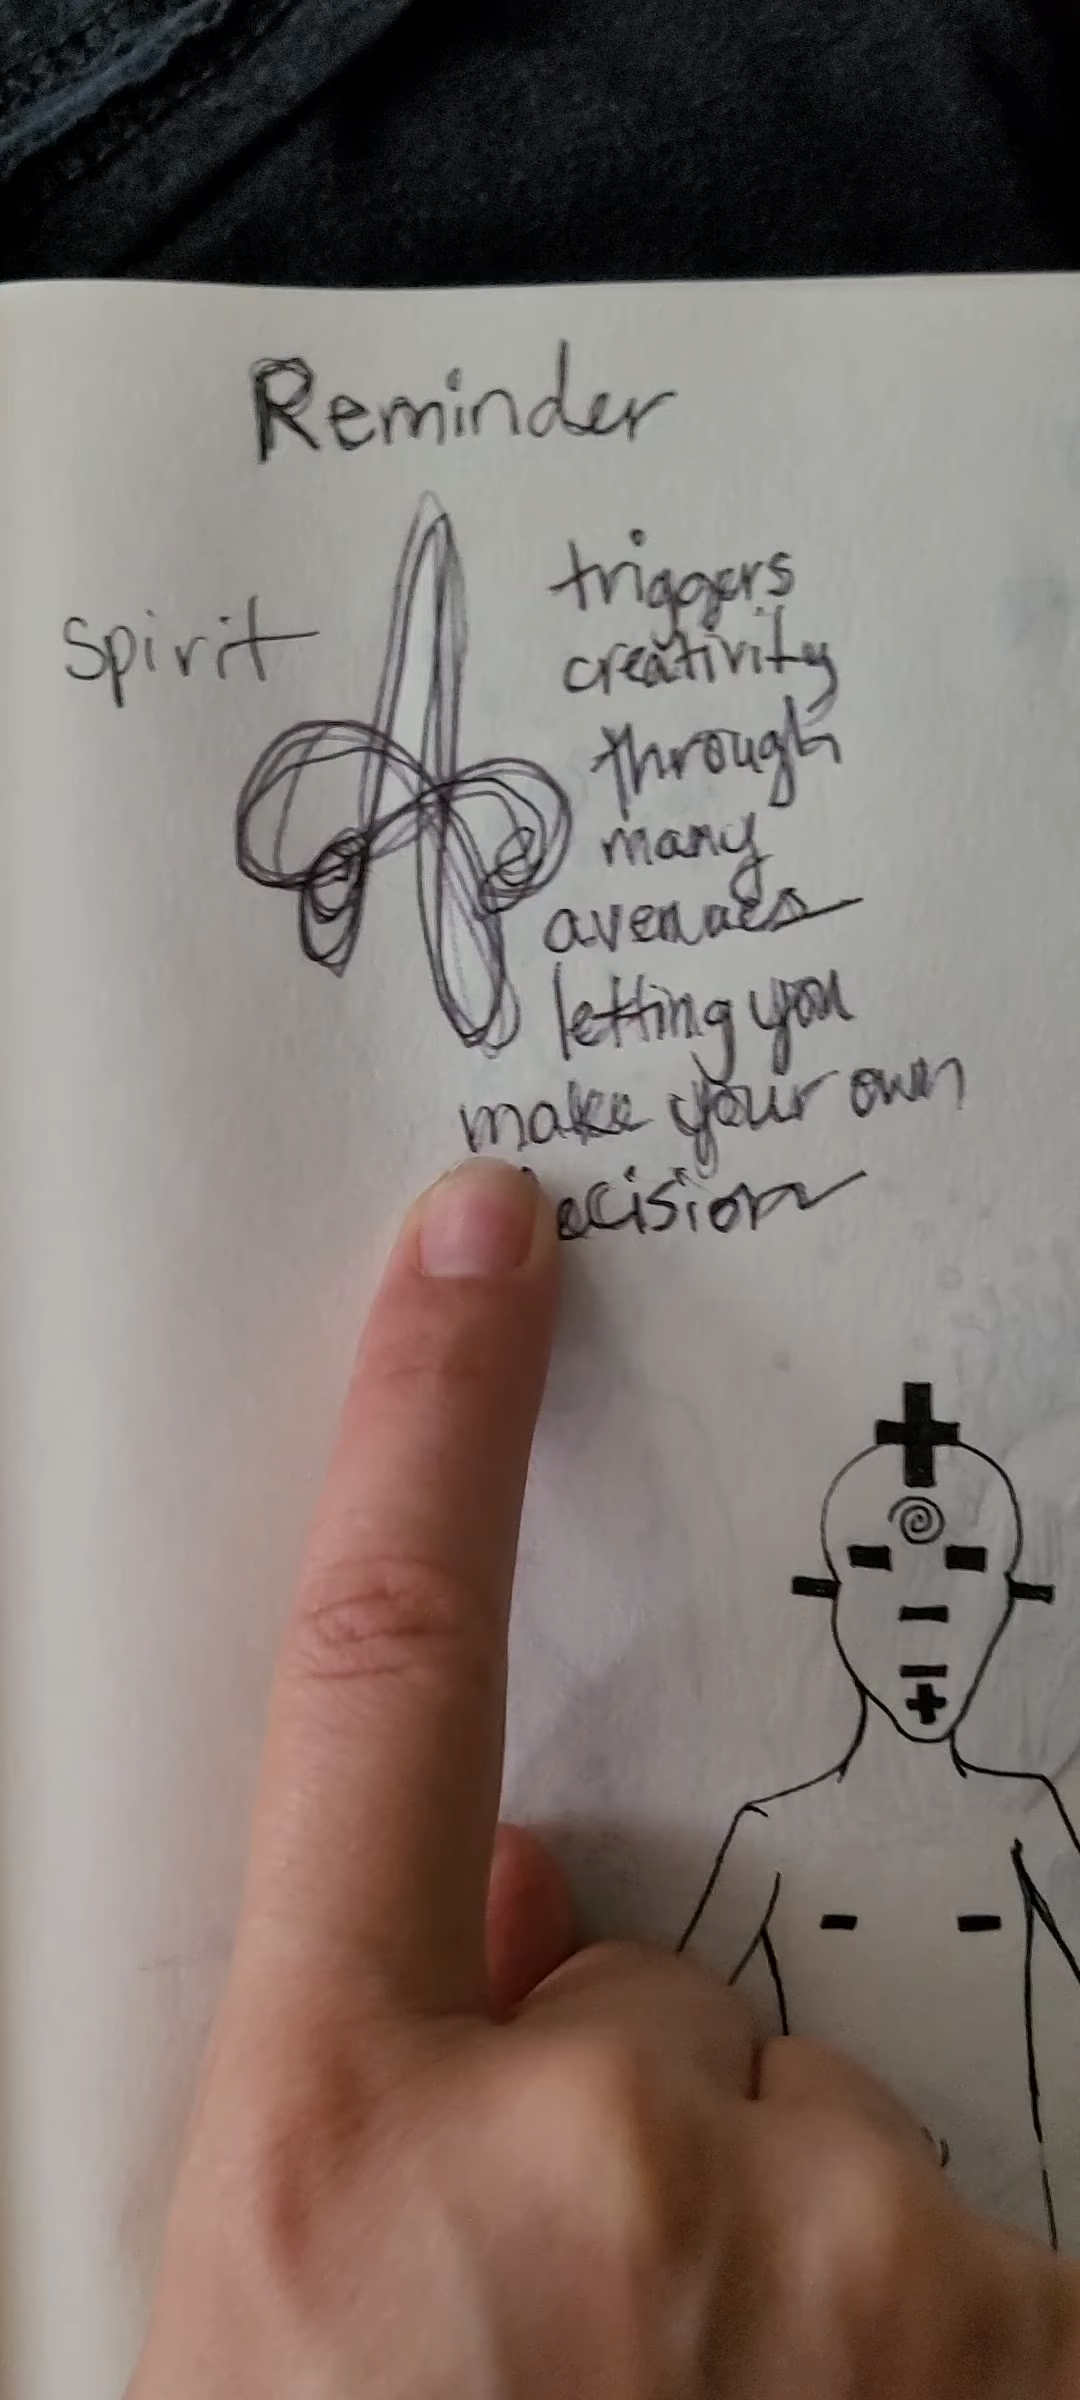 Reminder
Spirit
triggers
creativity
through
many
avenues
letting you
make your own
ecision